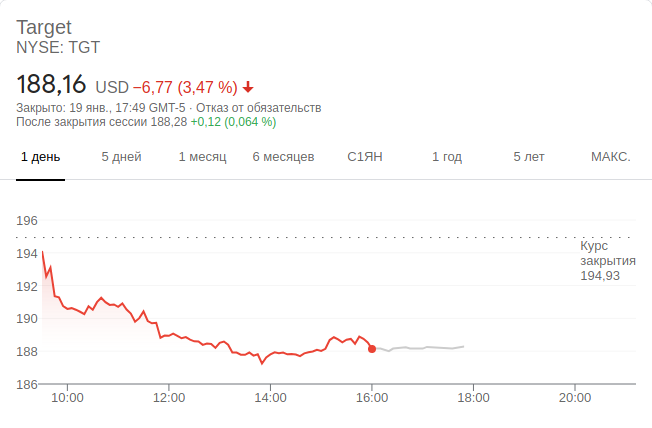 Target
NYSE: TGT
188,16 USD −6,77 (3,47 %)
Закрыто: 19 янв., 17:49 GMT-5 · Отказ от обязательств
После закрытия сессии 188,28 +0,12 (0,064 %)
1 день 5 дней 1 месяц 6 месяцев С1ЯН 1 год 5 лет МАКС.
196
Курс
закрытия
194,93
194
192
190
188
186
10:00 12:00 14:00 16:00 18:00 20:00